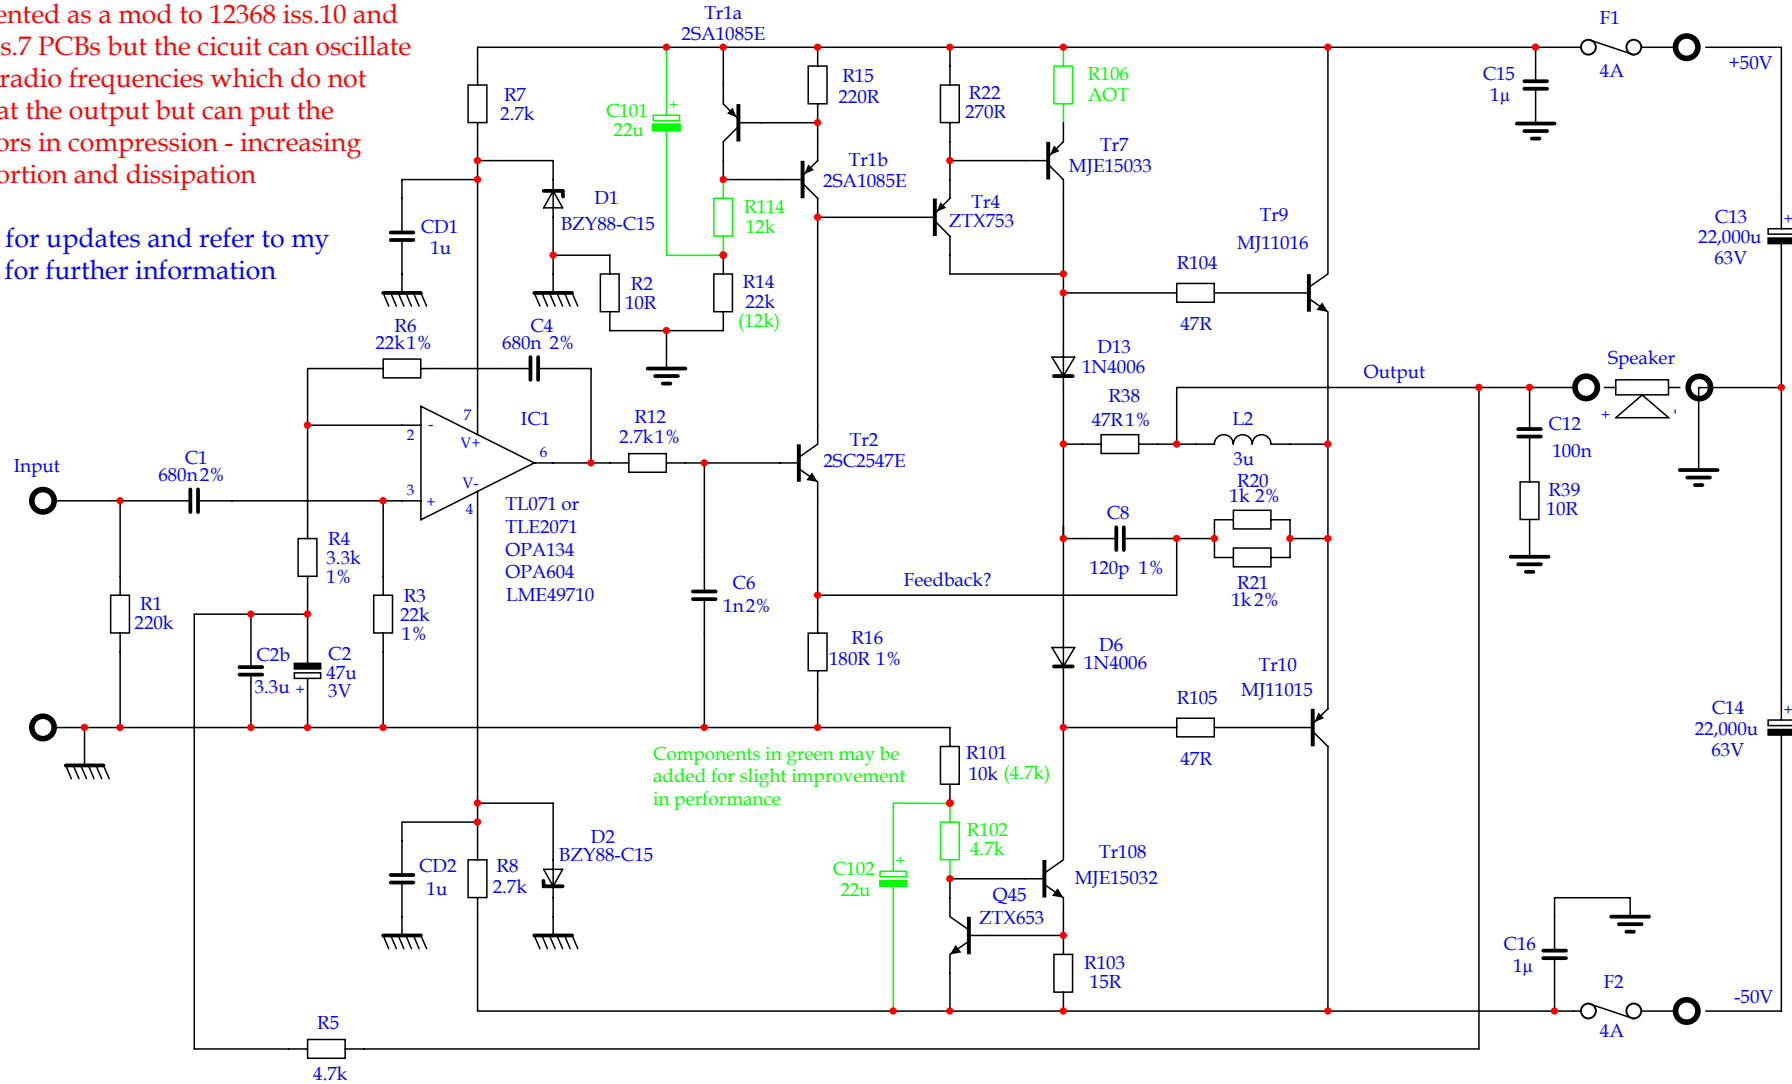 ented as a mod to 12368 iss.10 and
s.7 PCBs but the cicuit can oscillate
radio frequencies which do not
at the output but can put the
ors in compression - increasing
ortion and dissipation
for updates and refer to my
for further information
Tr1a
2SA1085E
R7
2.7k
C101
+
22u
R15
220R
R22
270R
R106
AOT
Tr7
MJE15033
C15
1µ
F1
4A
+50V
CD1
1u
D1
BZY88-C15
R2
10R
R114
12k
R14
22k
(12k)
Tr1b
2SA1085E
Tr4
ZTX753
Tr9
MJ11016
R104
47R
C13
22,000u
63V
+
R6
22k1%
C4
680n 2%
D13
1N4006
R38
47R1%
L2
3u
Output
Speaker
+
C12
100n
R39
10R
Input
C1
680n2%
2
-
7
V+
IC1
6
3
+
V-
4
TL071 or
TLE2071
OPA134
OPA604
LME49710
R12
2.7k1%
Tr2
2SC2547E
C6
1n2%
Feedback?
C8
120p 1%
R20
1k 2%
R21
1k2%
R1
220k
R4
3.3k
1%
R3
22k
1%
C2b
3.3u
C2
47u
3V
+
R16
180R 1%
D6
1N4006
R105
47R
Tr10
MJ11015
C14
22,000u
63V
+
Components in green may be
added for slight improvement
in performance
R101
10k (4.7k)
R102
4.7k
C102
+
22u
CD2
1u
R8
2.7k
D2
BZY88-C15
Tr108
MJE15032
Q45
ZTX653
R103
15R
C16
1µ
F2
4A
-50V
R5
4.7k